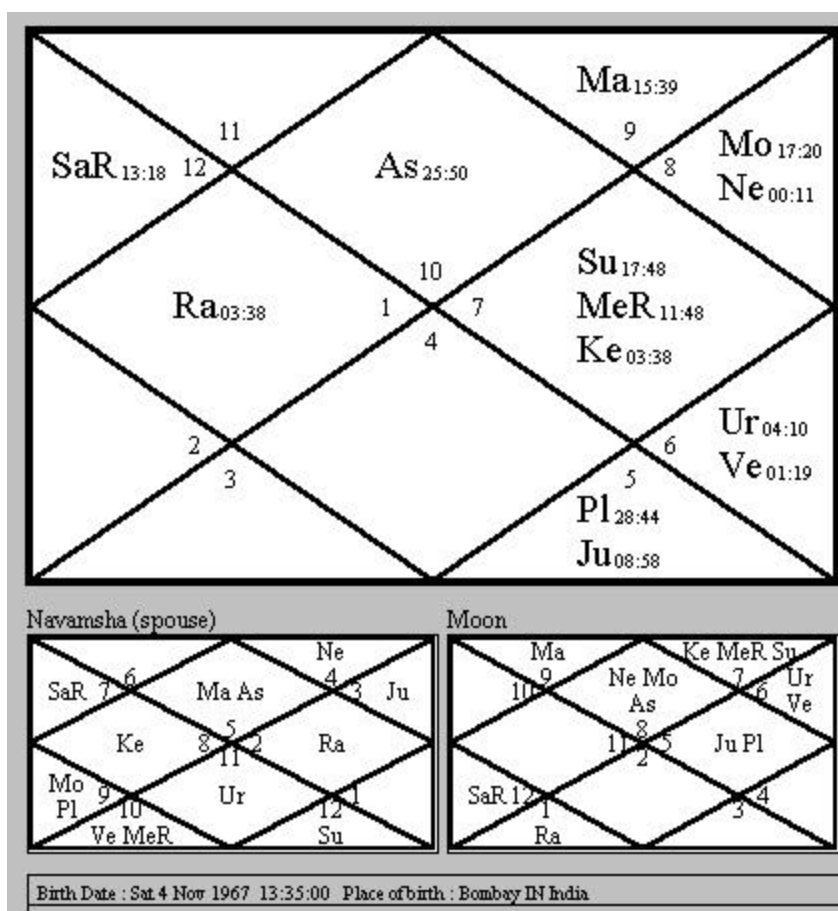 Ma 15:39
11
9
SaR 13:18
12
As 25:50
8
Mo 17:20
Ne 00:11
10
Su 17:48
Ra 03:38
1
7
MeR 11:48
4
Ke 03:38
2
6
Ur 04:10
3
5
Ve 01:19
Pl 28:44
Ju 08:58
Navamsha (spouse)
Ne
6
4
SaR 7
Ma As
3 Ju
5
Ke
8 2
Ra
11
Mo
9
Ur
1
Pl
10
12
Ve MeR
Su
Moon
Ma
Ke MeR Su
9
Ne Mo
7
Ur
10
As
6
Ve
8
11 5
Ju Pl
2
SaR 12
4
1
3
Ra
Birth Date : Sat 4 Nov 1967 13:35:00 Place of birth : Bombay IN India